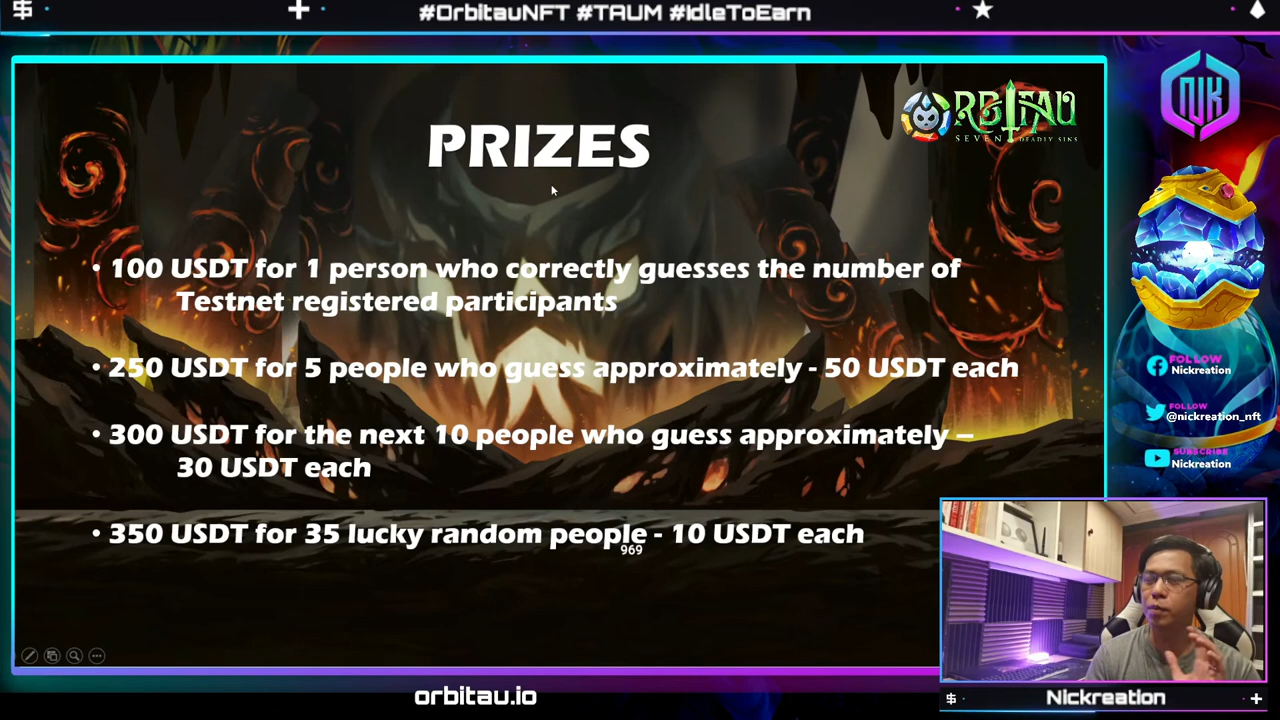 #OrbitauNFT #TAUM #IdleToEarn
ORBITAU
SEVEN DEADLY SINS
NJK
PRIZES
• 100 USDT for 1 person who correctly guesses the number of
Testnet registered participants
• 250 USDT for 5 people who guess approximately - 50 USDT each
• 300 USDT for the next 10 people who guess approximately –
30 USDT each
• 350 USDT for 35 lucky random people - 10 USDT each
969
FOLLOW
Nickreation
FOLLOW
@nickreation_nft
SUBSCRIBE
Nickreation
orbitau.io
Nickreation